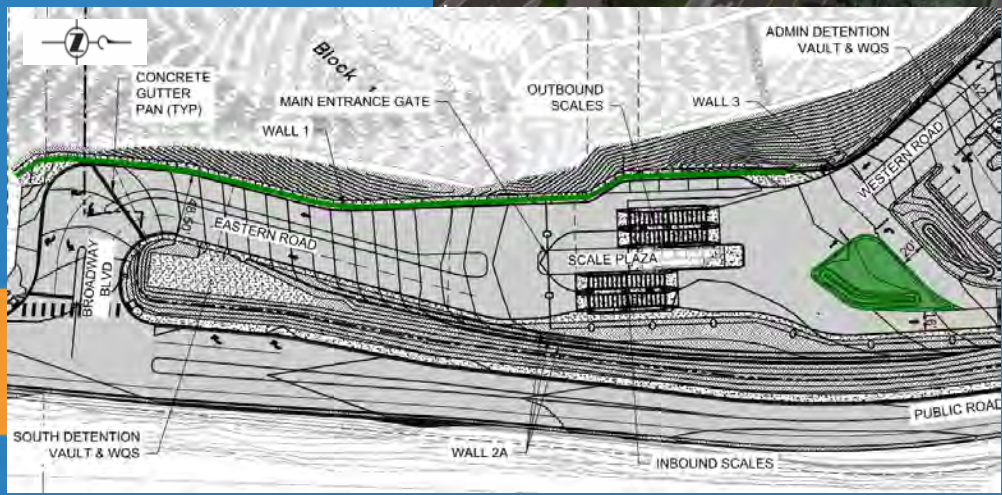 Block
CONCRETE
GUTTER
PAN (TYP)
MAIN ENTRANCE GATE
WALL 1
OUTBOUND
SCALES
WALL 3
ADMIN DETENTION
VAULT & WQS
WESTERN ROAD
EASTERN ROAD
SCALE PLAZA
BROADWAY
BLVD
PUBLIC ROAD
SOUTH DETENTION
VAULT & WQS
WALL 2A
INBOUND SCALES